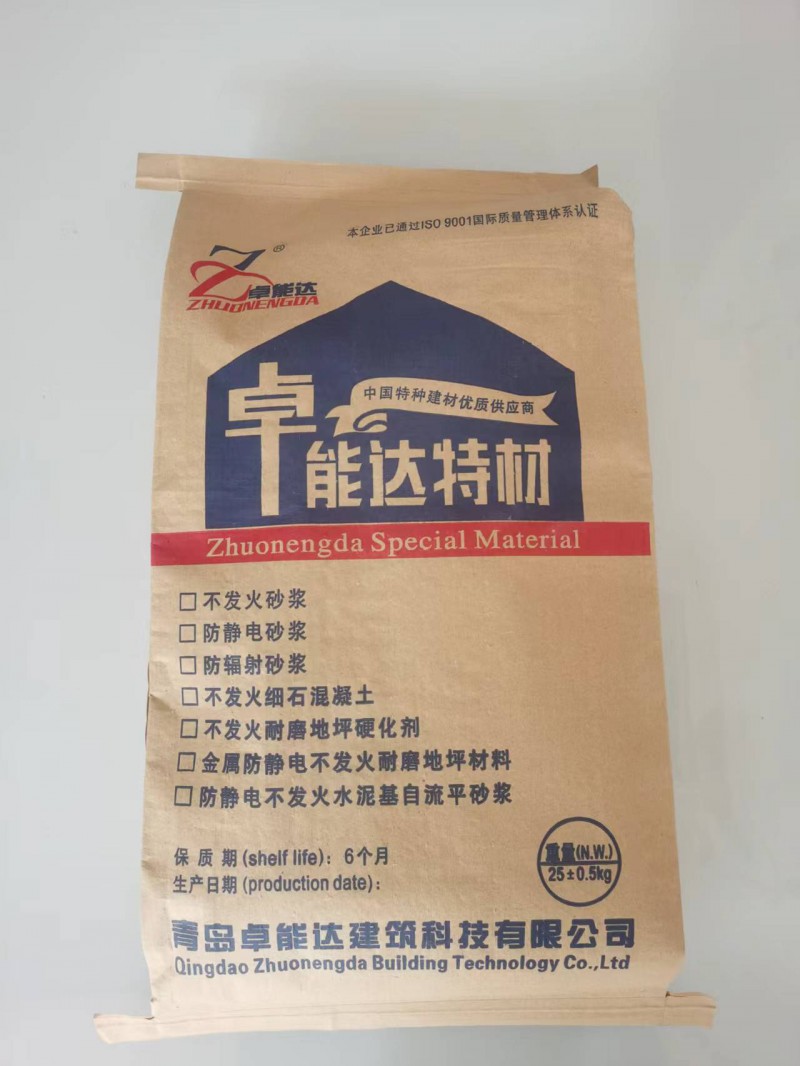 本企业已通过ISO 9001国际质量管理体系认证
Z®
卓能达
ZHUONENGDA
中国特种建材优质供应商
卓能达特材
Zhuonengda Special Material
□不发火砂浆
□防静电砂浆
□防辐射砂浆
□不发火细石混凝土
□不发火耐磨地坪硬化剂
□金属防静电不发火耐磨地坪材料
□防静电不发火水泥基自流平砂浆
保 质 期(shelf life)：6个月
生产日期(production date)：
重量(N.W.)
25±0.5kg
青岛卓能达建筑科技有限公司
Qingdao Zhuonengda Building Technology Co.,Ltd